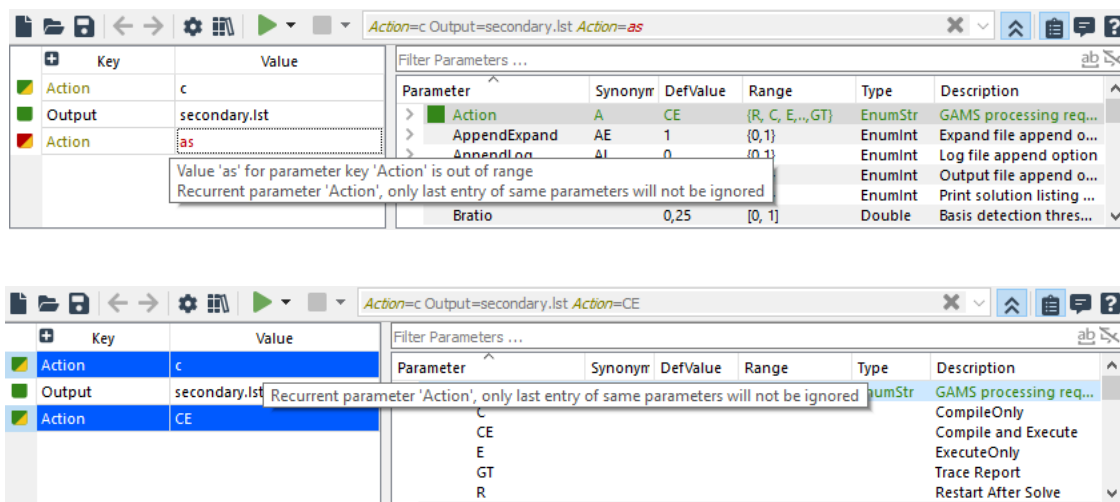 Action=c Output=secondary.lst Action=as
Key Value
Action c
Output secondary.lst
Action as
Filter Parameters ... ab
Parameter Synonym DefValue Range Type Description
Action A CE {R, C, E,..,GT} EnumStr GAMS processing req...
AppendExpand AE 1 {0,1} EnumInt Expand file append o...
AppendLog AL 0 {0,1} EnumInt Log file append option
EnumInt Output file append o...
EnumInt Print solution listing ...
Bratio 0,25 [0, 1] Double Basis detection thres...
Value 'as' for parameter key 'Action' is out of range
Recurrent parameter 'Action', only last entry of same parameters will not be ignored
Action=c Output=secondary.lst Action=CE
Key Value
Action c
Output secondary.lst
Action CE
Filter Parameters ... ab
Parameter Synonym DefValue Range Type Description
Recurrent parameter 'Action', only last entry of same parameters will not be ignored
EnumStr GAMS processing req...
C CompileOnly
CE Compile and Execute
E ExecuteOnly
GT Trace Report
R Restart After Solve